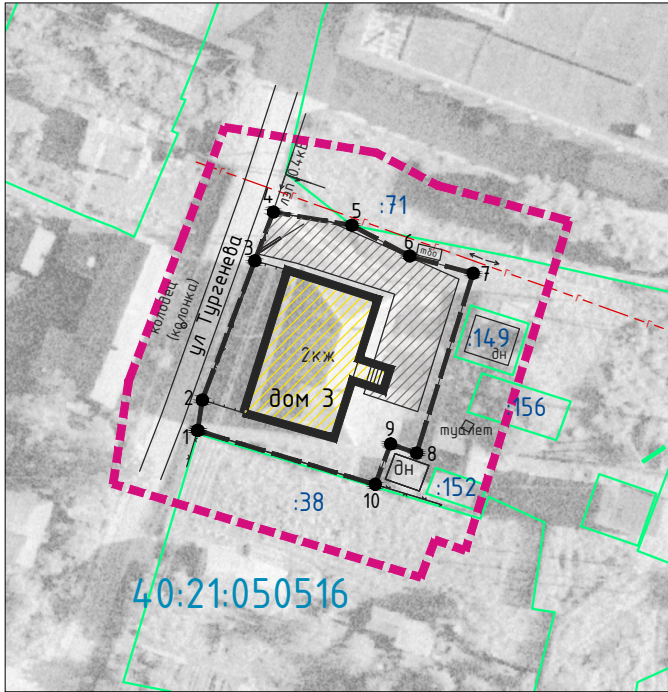 ЛЭП 0.4кВ
:71
4
5
6
тбо
7
3
ул Тургенева
колодец
(колонка)
:149
дн
2кж
дом 3
:156
2
туалет
1
9
8
дн
10
:152
:38
40:21:050516